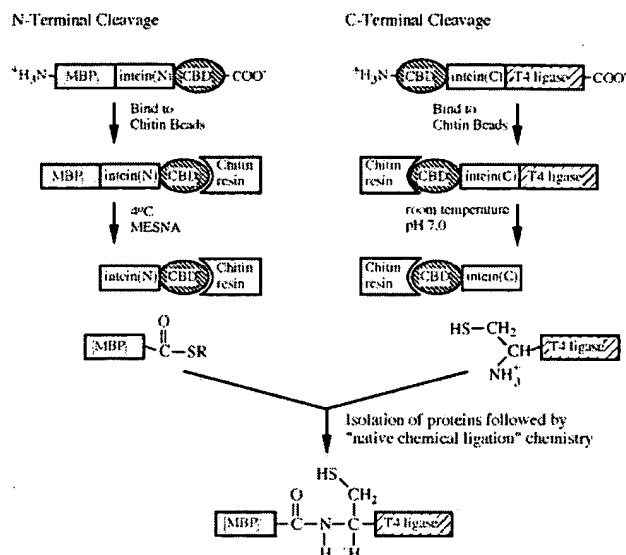 N-Terminal Cleavage
C-Terminal Cleavage
⁺H₃N
MBP
intein(N)
CBD
COO⁻
⁺H₃N
CBD
intein(C)
T4 ligase
COO⁻
Bind to
Chitin Beads
Bind to
Chitin Beads
MBP
intein(N)
CBD
Chitin
resin
Chitin
resin
CBD
intein(C)
T4 ligase
4°C
MESNA
room temperature
pH 7.0
intein(N)
CBD
Chitin
resin
Chitin
resin
CBD
intein(C)
MBP
O
C–SR
HS–CH₂
CH
NH₃⁺
T4 ligase
Isolation of proteins followed by
"native chemical ligation" chemistry
HS
CH₂
O
MBP
C–N–C
T4 ligase
H H